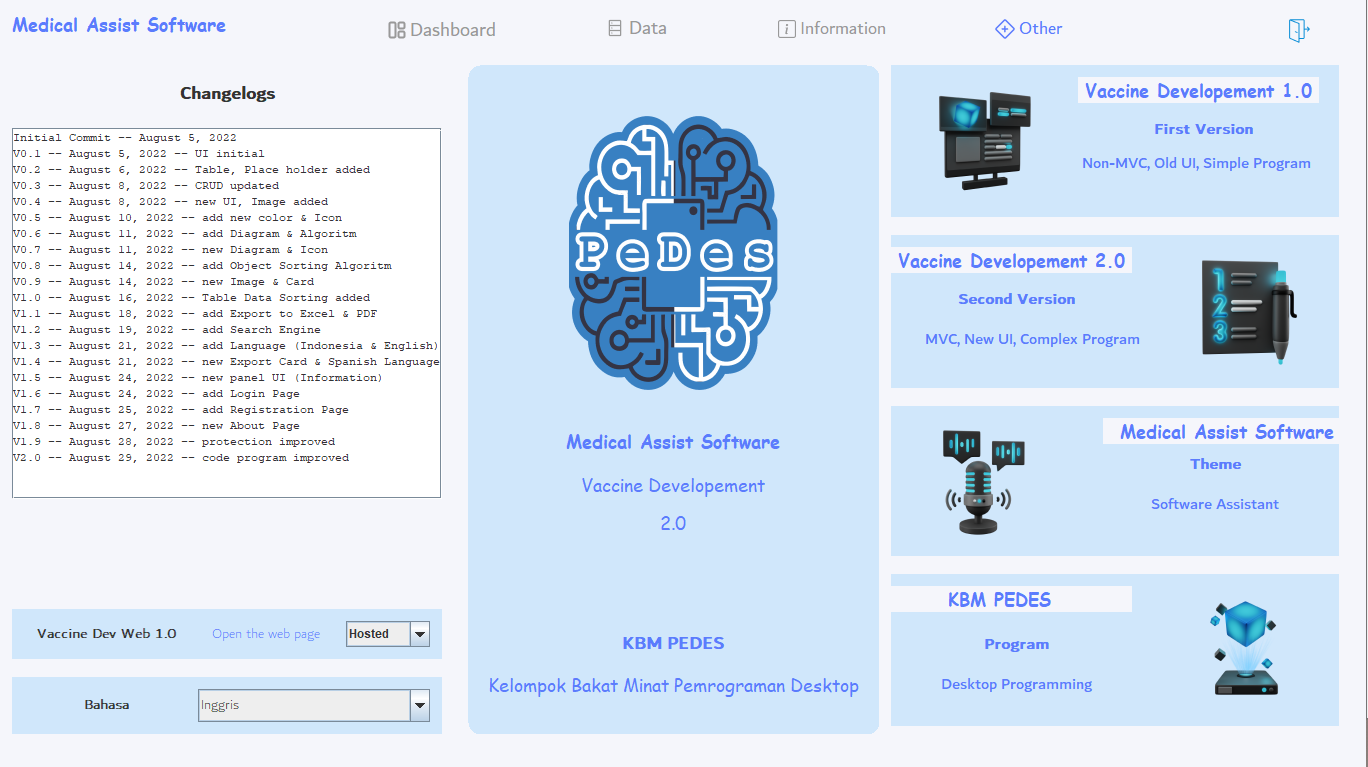 Medical Assist Software
Dashboard
Data
Information
Other
Changelogs
Initial Commit -- August 5, 2022
V0.1 -- August 5, 2022 -- UI initial
V0.2 -- August 6, 2022 -- Table, Place holder added
V0.3 -- August 8, 2022 -- CRUD updated
V0.4 -- August 8, 2022 -- new UI, Image added
V0.5 -- August 10, 2022 -- add new color & Icon
V0.6 -- August 11, 2022 -- add Diagram & Algoritm
V0.7 -- August 11, 2022 -- new Diagram & Icon
V0.8 -- August 14, 2022 -- add Object Sorting Algoritm
V0.9 -- August 14, 2022 -- new Image & Card
V1.0 -- August 16, 2022 -- Table Data Sorting added
V1.1 -- August 18, 2022 -- add Export to Excel & PDF
V1.2 -- August 19, 2022 -- add Search Engine
V1.3 -- August 21, 2022 -- add Language (Indonesia & English)
V1.4 -- August 21, 2022 -- new Export Card & Spanish Language
V1.5 -- August 24, 2022 -- new panel UI (Information)
V1.6 -- August 24, 2022 -- add Login Page
V1.7 -- August 25, 2022 -- add Registration Page
V1.8 -- August 27, 2022 -- new About Page
V1.9 -- August 28, 2022 -- protection improved
V2.0 -- August 29, 2022 -- code program improved
Vaccine Dev Web 1.0
Open the web page
Hosted
Bahasa
Inggris
PeDes
Medical Assist Software
Vaccine Developement
2.0
KBM PEDES
Kelompok Bakat Minat Pemrograman Desktop
Vaccine Developement 1.0
First Version
Non-MVC, Old UI, Simple Program
Vaccine Developement 2.0
Second Version
MVC, New UI, Complex Program
1
2
3
Medical Assist Software
Theme
Software Assistant
KBM PEDES
Program
Desktop Programming